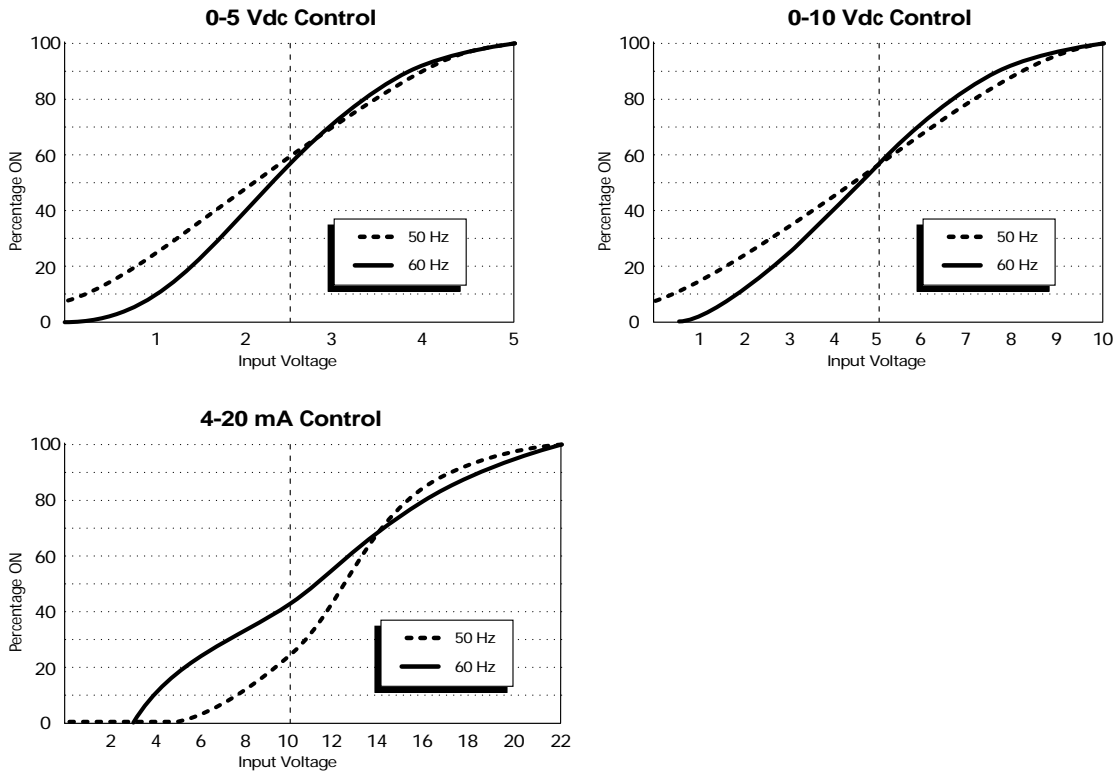 0-5 Vdc Control
100
80
60
40
20
0
Percentage ON
50 Hz
60 Hz
1 2 3 4 5
Input Voltage
0-10 Vdc Control
100
80
60
40
20
0
Percentage ON
50 Hz
60 Hz
1 2 3 4 5 6 7 8 9 10
Input Voltage
4-20 mA Control
100
80
60
40
20
0
Percentage ON
50 Hz
60 Hz
2 4 6 8 10 12 14 16 18 20 22
Input Voltage